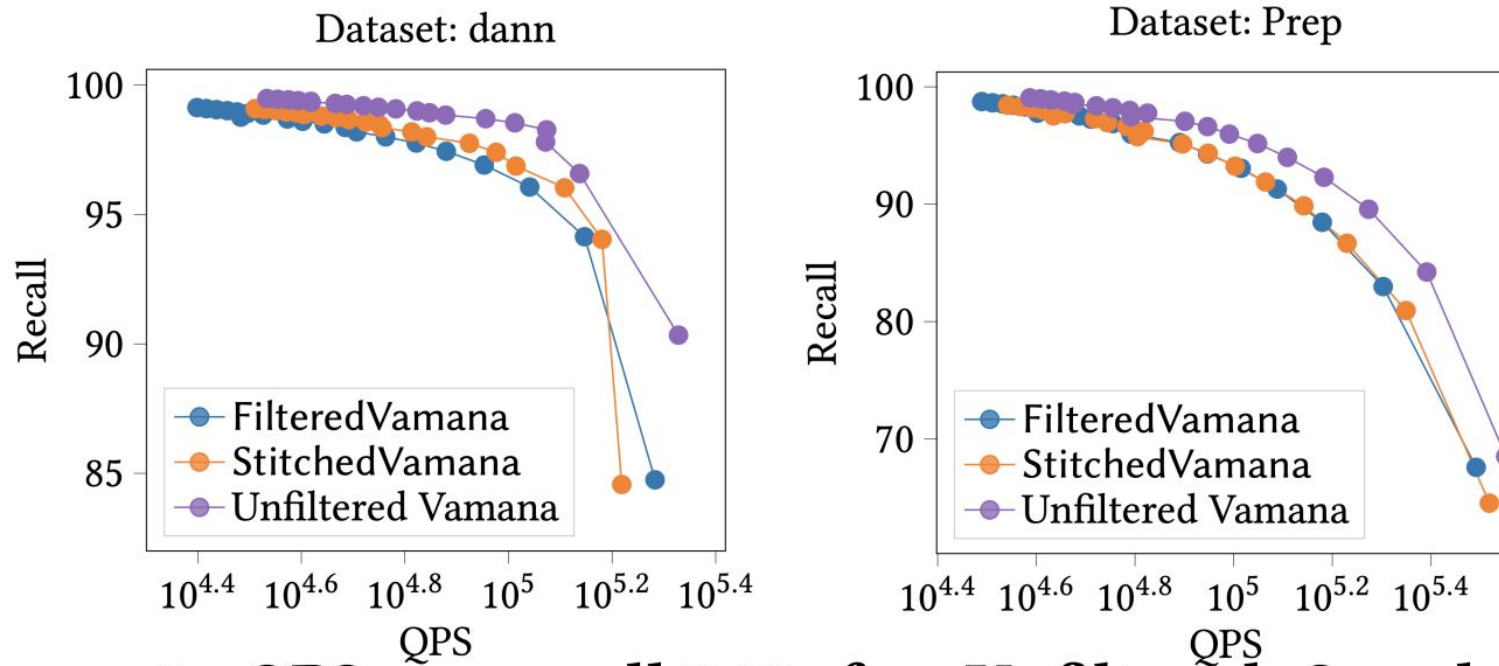 Dataset: dann
100
95
90
85
Recall
FilteredVamana
StitchedVamana
Unfiltered Vamana
10^4.4 10^4.6 10^4.8 10^5 10^5.2 10^5.4
QPS
Dataset: Prep
100
90
80
70
Recall
FilteredVamana
StitchedVamana
Unfiltered Vamana
10^4.4 10^4.6 10^4.8 10^5 10^5.2 10^5.4
QPS